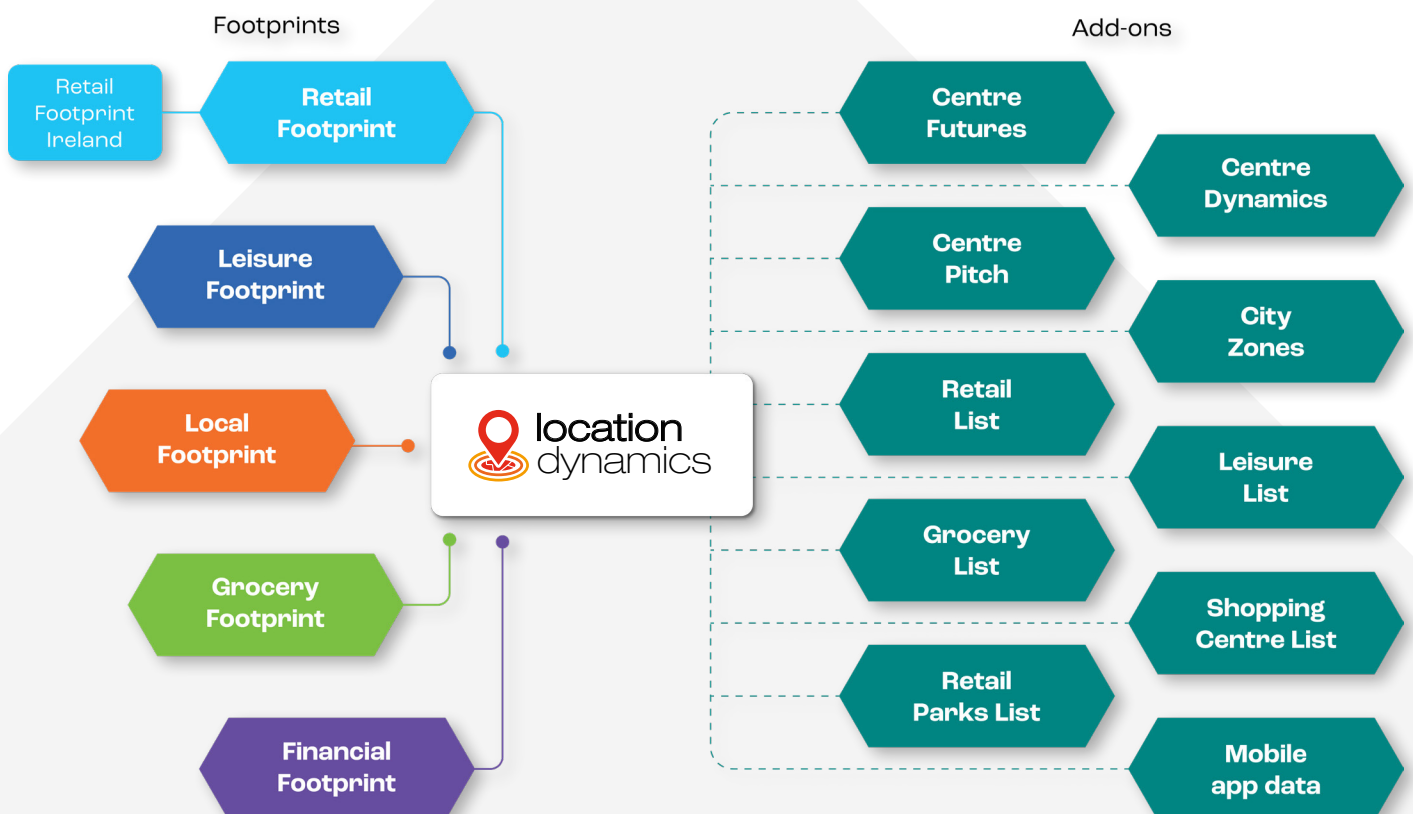 Footprints
Add-ons
Retail
Footprint
Ireland
Retail
Footprint
Leisure
Footprint
Local
Footprint
Grocery
Footprint
Financial
Footprint
location
dynamics
Centre
Futures
Centre
Dynamics
Centre
Pitch
City
Zones
Retail
List
Leisure
List
Grocery
List
Shopping
Centre List
Retail
Parks List
Mobile
app data